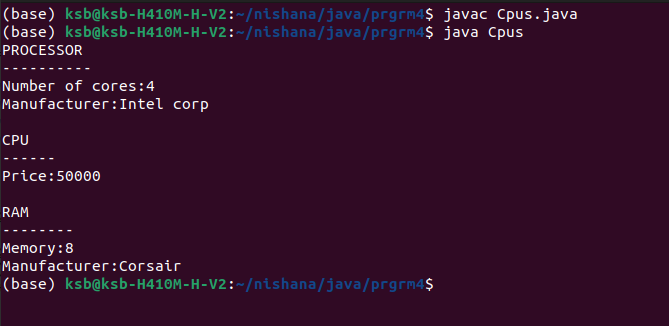 (base) ksb@ksb-H410M-H-V2:~/nishana/java/prgrm4$ javac Cpus.java
(base) ksb@ksb-H410M-H-V2:~/nishana/java/prgrm4$ java Cpus
PROCESSOR
----------
Number of cores:4
Manufacturer:Intel corp

CPU
------
Price:50000

RAM
--------
Memory:8
Manufacturer:Corsair
(base) ksb@ksb-H410M-H-V2:~/nishana/java/prgrm4$